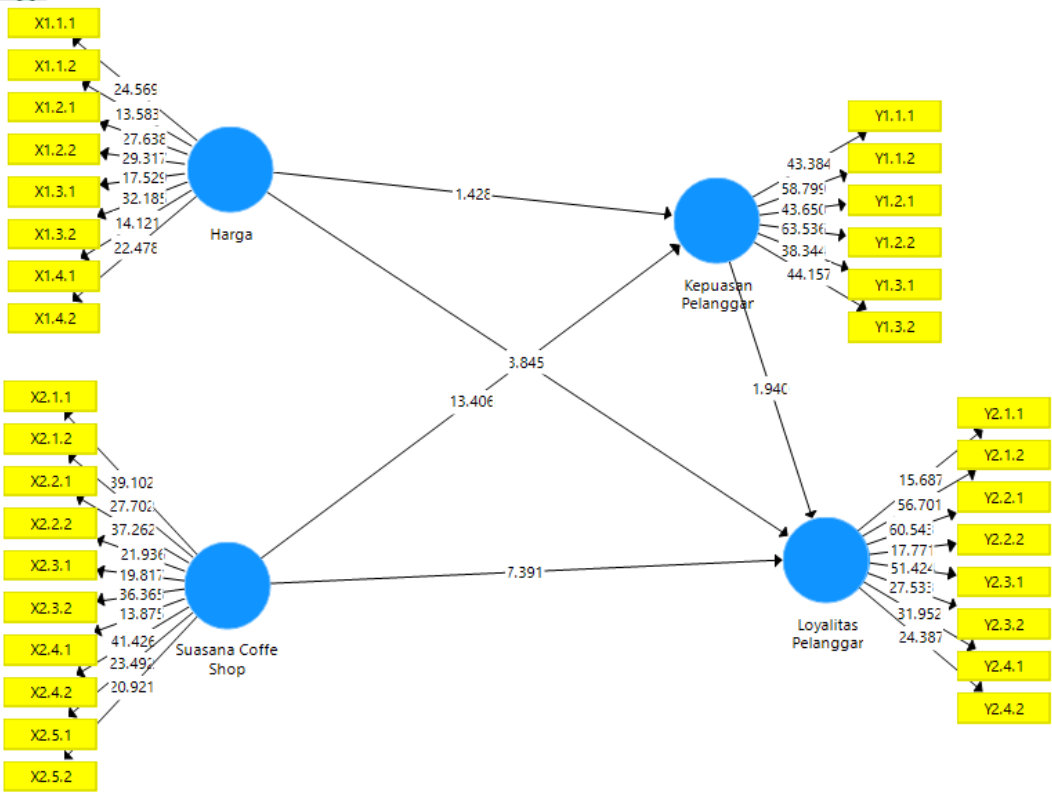 X1.1.1
X1.1.2
X1.2.1
X1.2.2
X1.3.1
X1.3.2
X1.4.1
X1.4.2
24.569
13.583
27.638
29.317
17.529
32.185
14.121
22.478
Harga
1.428
3.845
13.406
7.391
1.940
Kepuasan
Pelanggar
43.384
58.799
43.650
63.536
38.344
44.157
Y1.1.1
Y1.1.2
Y1.2.1
Y1.2.2
Y1.3.1
Y1.3.2
X2.1.1
X2.1.2
X2.2.1
X2.2.2
X2.3.1
X2.3.2
X2.4.1
X2.4.2
X2.5.1
X2.5.2
39.102
27.702
37.262
21.936
19.817
36.365
13.875
41.426
23.492
20.921
Suasana Coffe
Shop
Loyalitas
Pelanggar
15.687
56.701
60.543
17.771
51.424
27.533
31.952
24.387
Y2.1.1
Y2.1.2
Y2.2.1
Y2.2.2
Y2.3.1
Y2.3.2
Y2.4.1
Y2.4.2